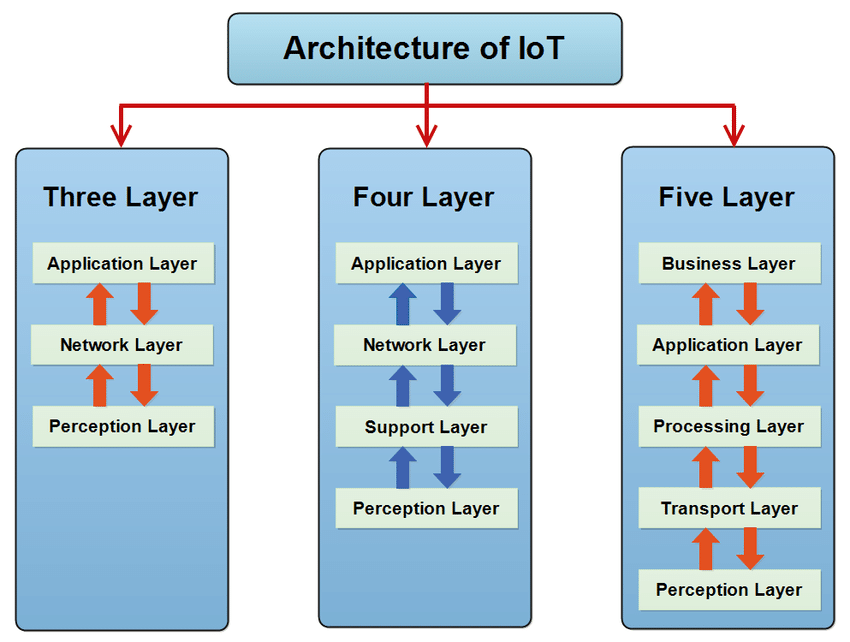 Architecture of IoT
Three Layer
Application Layer
Network Layer
Perception Layer
Four Layer
Application Layer
Network Layer
Support Layer
Perception Layer
Five Layer
Business Layer
Application Layer
Processing Layer
Transport Layer
Perception Layer